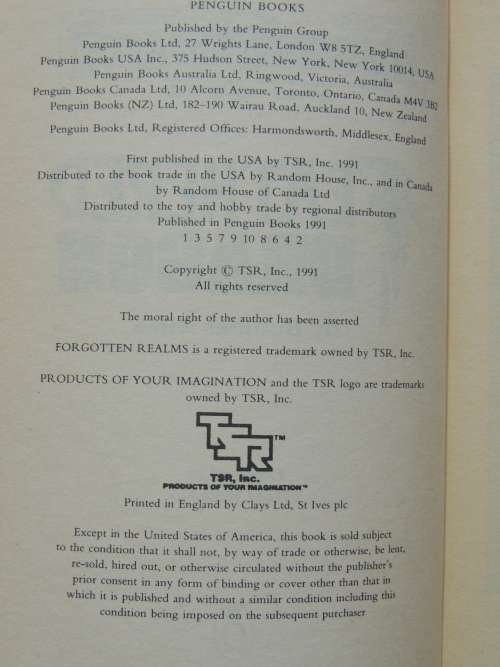 PENGUIN BOOKS
Published by the Penguin Group
Penguin Books Ltd, 27 Wrights Lane, London W8 5TZ, England
Penguin Books USA Inc., 375 Hudson Street, New York, New York 10014, USA
Penguin Books Australia Ltd, Ringwood, Victoria, Australia
Penguin Books Canada Ltd, 10 Alcorn Avenue, Toronto, Ontario, Canada M4V 3B2
Penguin Books (NZ) Ltd, 182–190 Wairau Road, Auckland 10, New Zealand
Penguin Books Ltd, Registered Offices: Harmondsworth, Middlesex, England
First published in the USA by TSR, Inc. 1991
Distributed to the book trade in the USA by Random House, Inc., and in Canada
by Random House of Canada Ltd
Distributed to the toy and hobby trade by regional distributors
Published in Penguin Books 1991
1 3 5 7 9 10 8 6 4 2
Copyright © TSR, Inc., 1991
All rights reserved
The moral right of the author has been asserted
FORGOTTEN REALMS is a registered trademark owned by TSR, Inc.
PRODUCTS OF YOUR IMAGINATION and the TSR logo are trademarks
owned by TSR, Inc.
TSR™
TSR, Inc.
PRODUCTS OF YOUR IMAGINATION™
Printed in England by Clays Ltd, St Ives plc
Except in the United States of America, this book is sold subject
to the condition that it shall not, by way of trade or otherwise, be lent,
re-sold, hired out, or otherwise circulated without the publisher's
prior consent in any form of binding or cover other than that in
which it is published and without a similar condition including this
condition being imposed on the subsequent purchaser